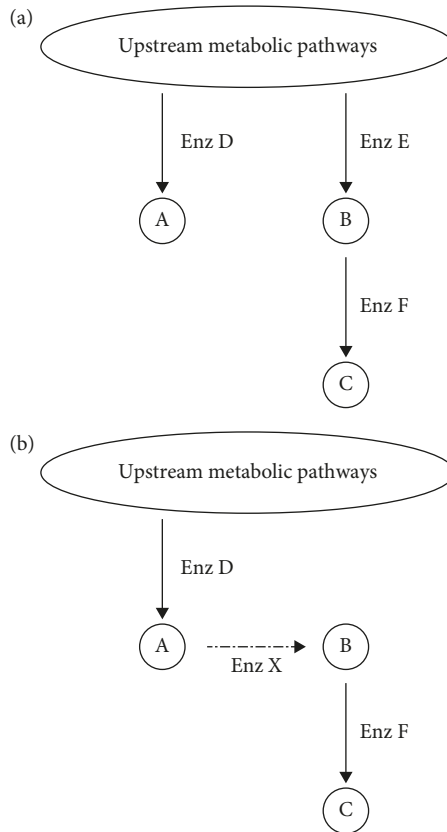 (a)
Upstream metabolic pathways
Enz D
Enz E
A
B
Enz F
C
(b)
Upstream metabolic pathways
Enz D
A
B
Enz X
Enz F
C